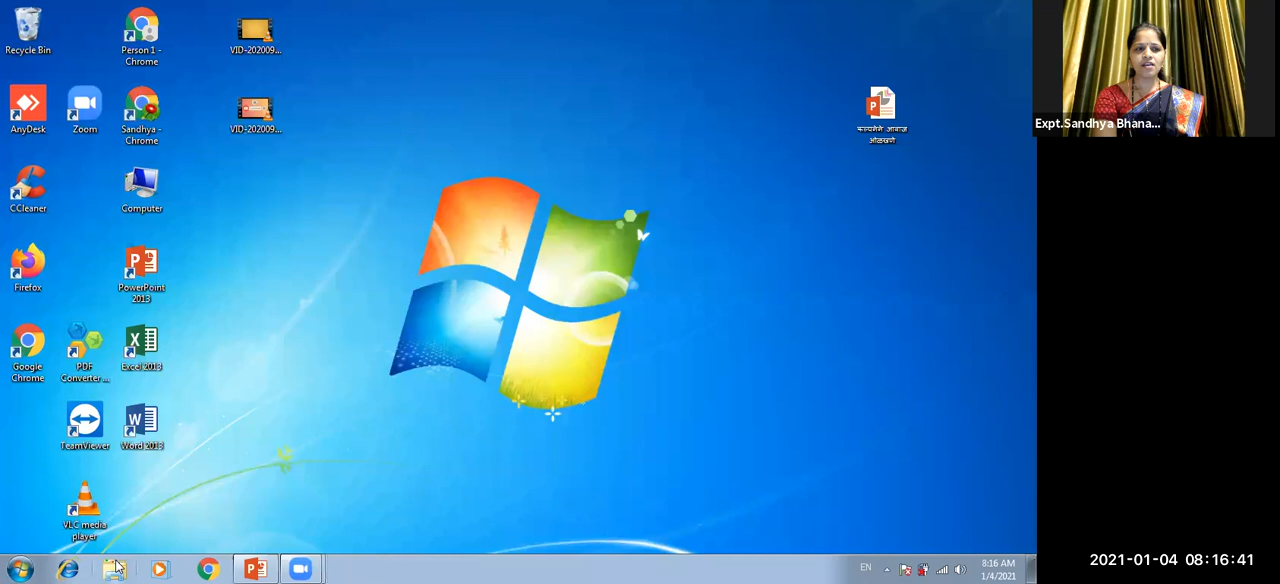 Recycle Bin
Person 1 -
Chrome
VID-202009...
AnyDesk
Zoom
Sandhya -
Chrome
VID-202009...
CCleaner
Computer
Firefox
PowerPoint
2013
Google
Chrome
PDF
Converter ...
Excel 2013
TeamViewer
Word 2013
VLC media
player
आवाज
ओळखणे
Expt.Sandhya Bhana...
2021-01-04 08:16:41
EN
8:16 AM
1/4/2021